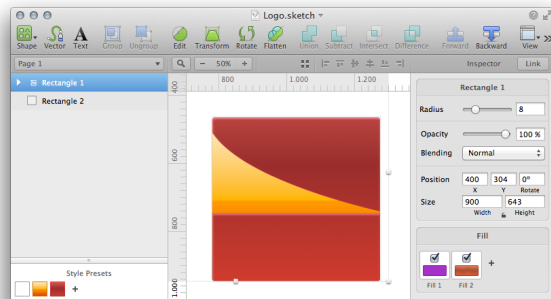 Logo.sketch
Shape Vector Text Group Ungroup Edit Transform Rotate Flatten Union Subtract Intersect Difference Forward Backward View
Page 1 50% Inspector Link
Rectangle 1
Rectangle 2
800 1.000 1.200
400
600
800
1.000
Rectangle 1
Radius 8
Opacity 100 %
Blending Normal
Position 400 304 0°
X Y Rotate
Size 900 643
Width Height
Fill
Fill 1 Fill 2
Style Presets